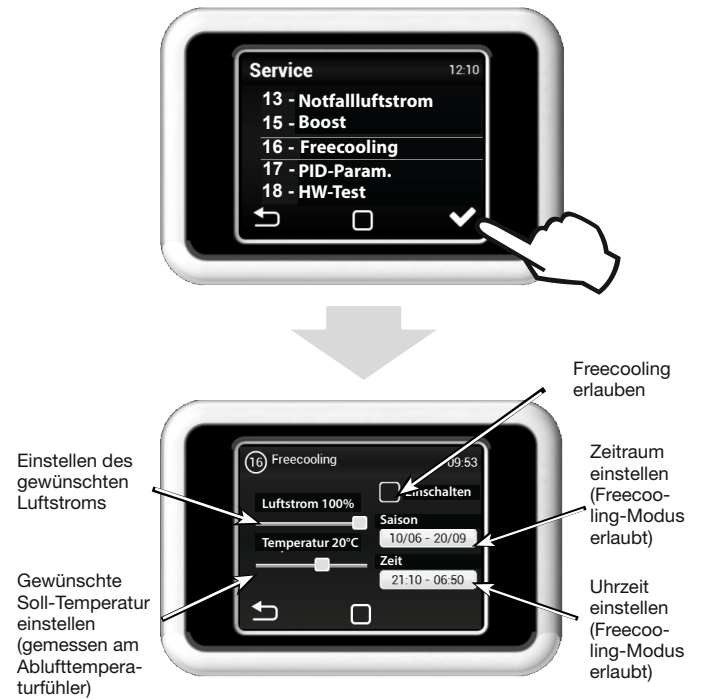 Service 12:10
13 - Notfallluftstrom
15 - Boost
16 - Freecooling
17 - PID-Param.
18 - HW-Test
Freecooling
erlauben
Einstellen des
gewünschten
Luftstroms
Gewünschte
Soll-Temperatur
einstellen
(gemessen am
Ablufttempera-
turfühler)
16 Freecooling 09:53
Einschalten
Luftstrom 100%
Saison
10/06 - 20/09
Temperatur 20°C
Zeit
21:10 - 06:50
Zeitraum
einstellen
(Freecoo-
ling-Modus
erlaubt)
Uhrzeit
einstellen
(Freecoo-
ling-Modus
erlaubt)